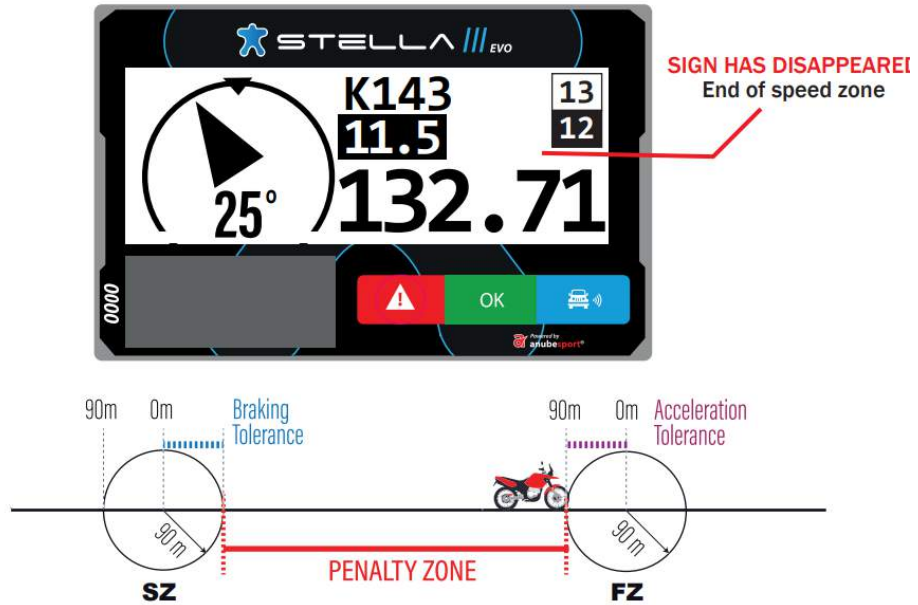 STELLA III EVO
SIGN HAS DISAPPEARED
End of speed zone
K143
13
11.5
12
132.71
25°
0000
OK
Powered by
anubesport®
90m 0m Braking
Tolerance
90m 0m Acceleration
Tolerance
90 m
90 m
PENALTY ZONE
SZ
FZ